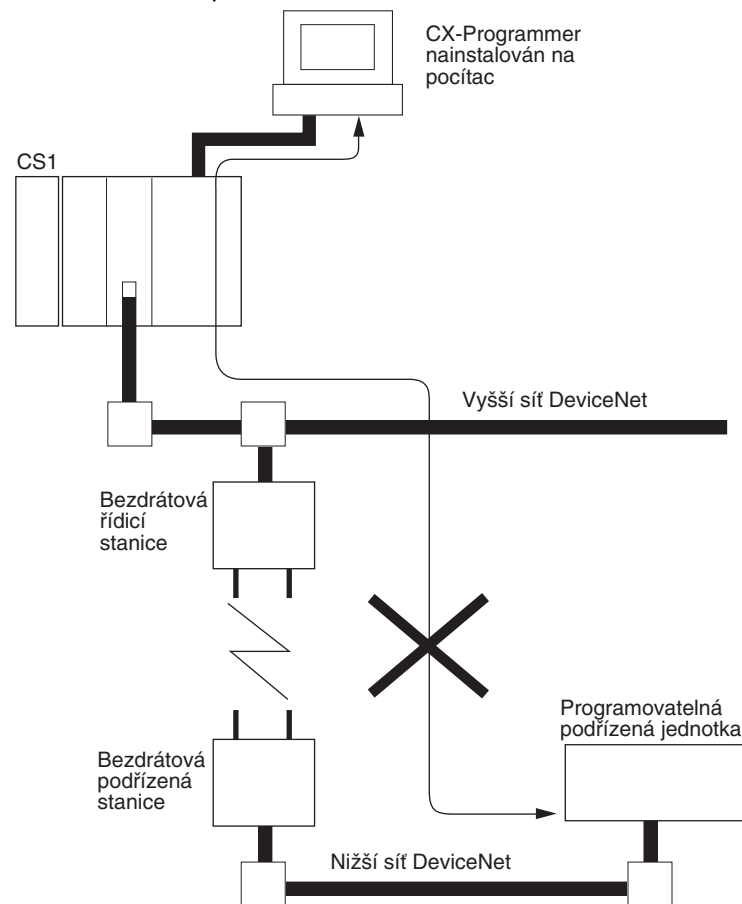 CX-Programmer
nainstalován na
pocítac
CS1
Vyšší síť DeviceNet
Bezdrátová
řídicí
stanice
Programovatelná
podřízená jednotka
Bezdrátová
podřízená
stanice
Nižší síť DeviceNet